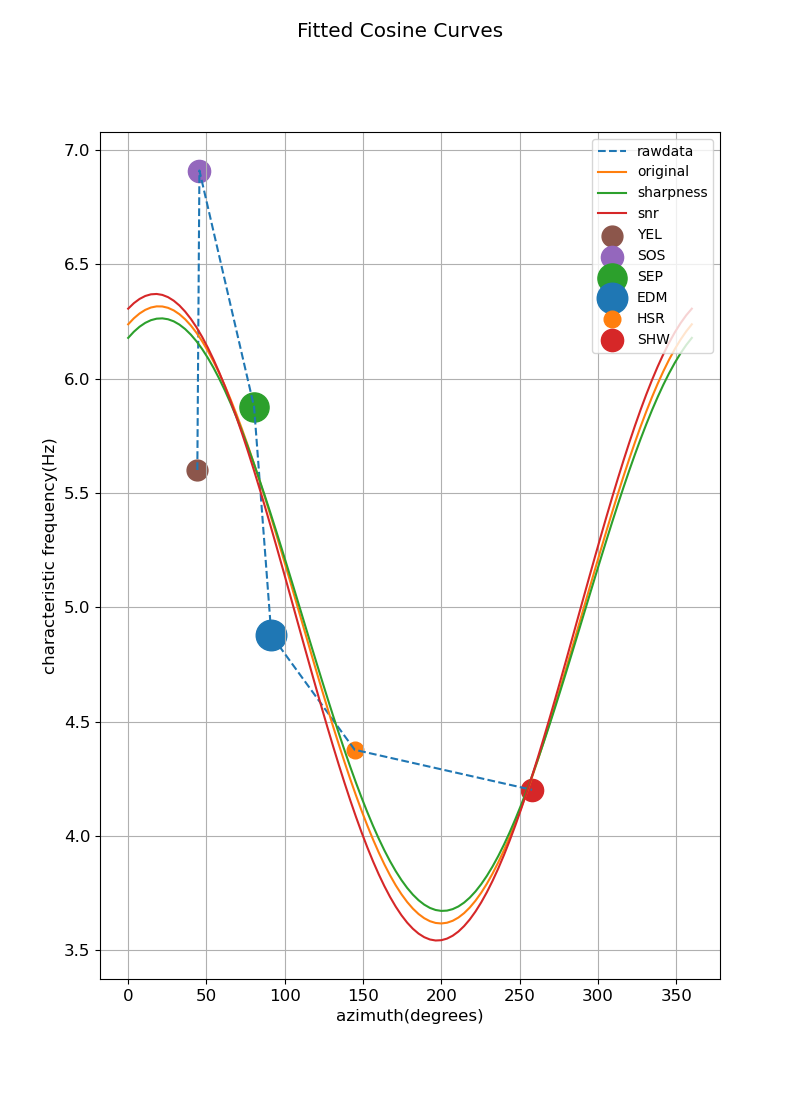 Fitted Cosine Curves
7.0
6.5
6.0
5.5
5.0
4.5
4.0
3.5
characteristic frequency(Hz)
rawdata
original
sharpness
snr
YEL
SOS
SEP
EDM
HSR
SHW
0 50 100 150 200 250 300 350
azimuth(degrees)